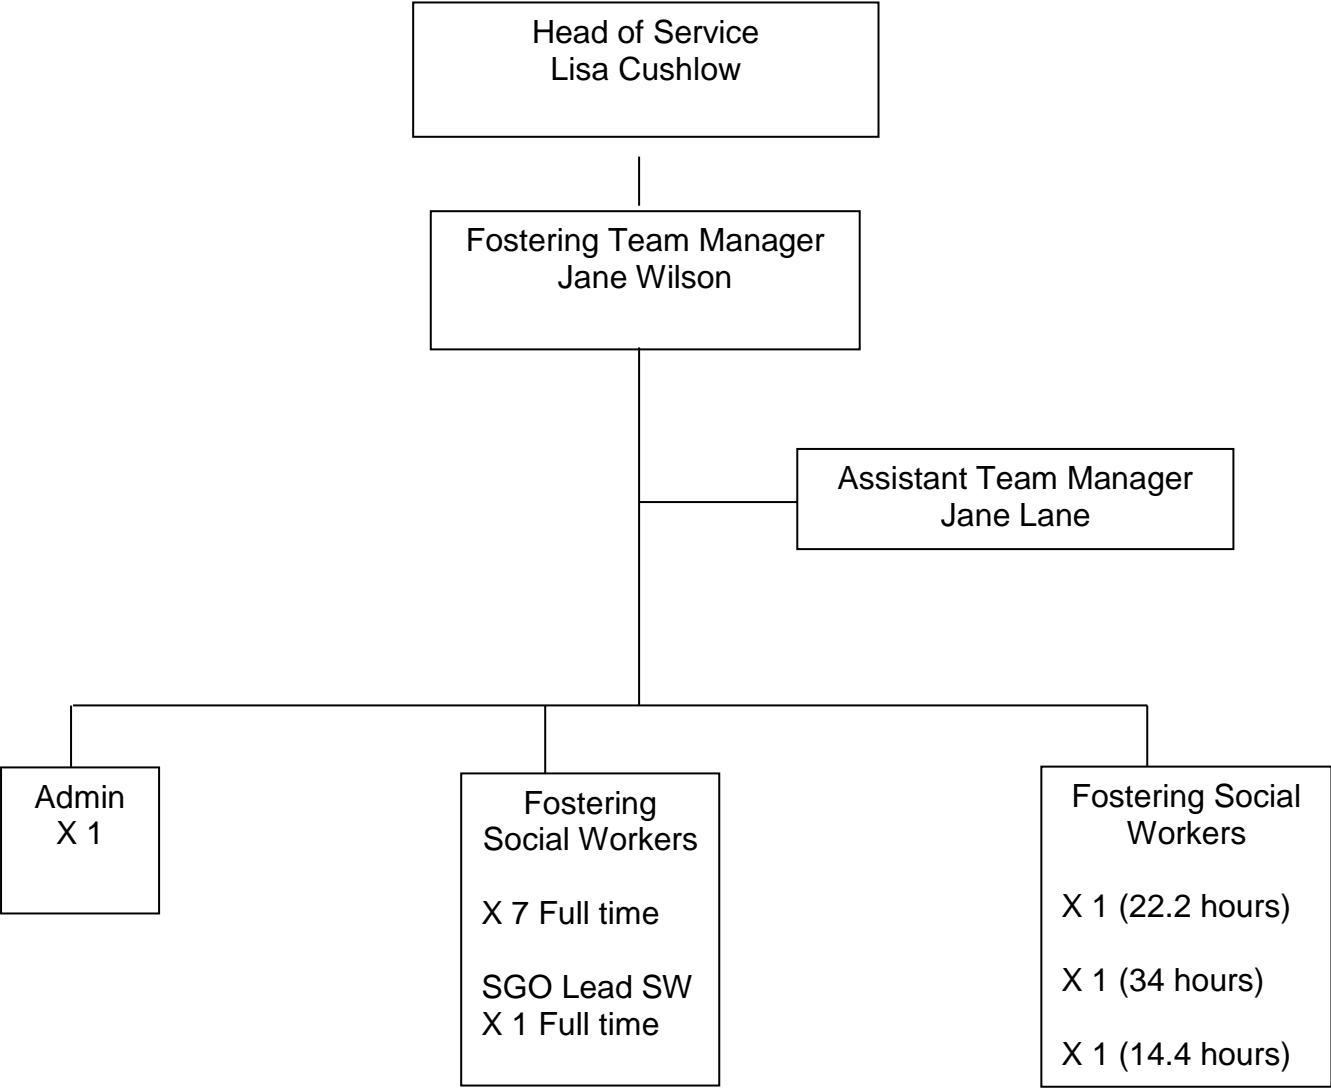 Head of Service
Lisa Cushlow
Fostering Team Manager
Jane Wilson
Assistant Team Manager
Jane Lane
Admin
X 1
Fostering
Social Workers
X 7 Full time
SGO Lead SW
X 1 Full time
Fostering Social
Workers
X 1 (22.2 hours)
X 1 (34 hours)
X 1 (14.4 hours)